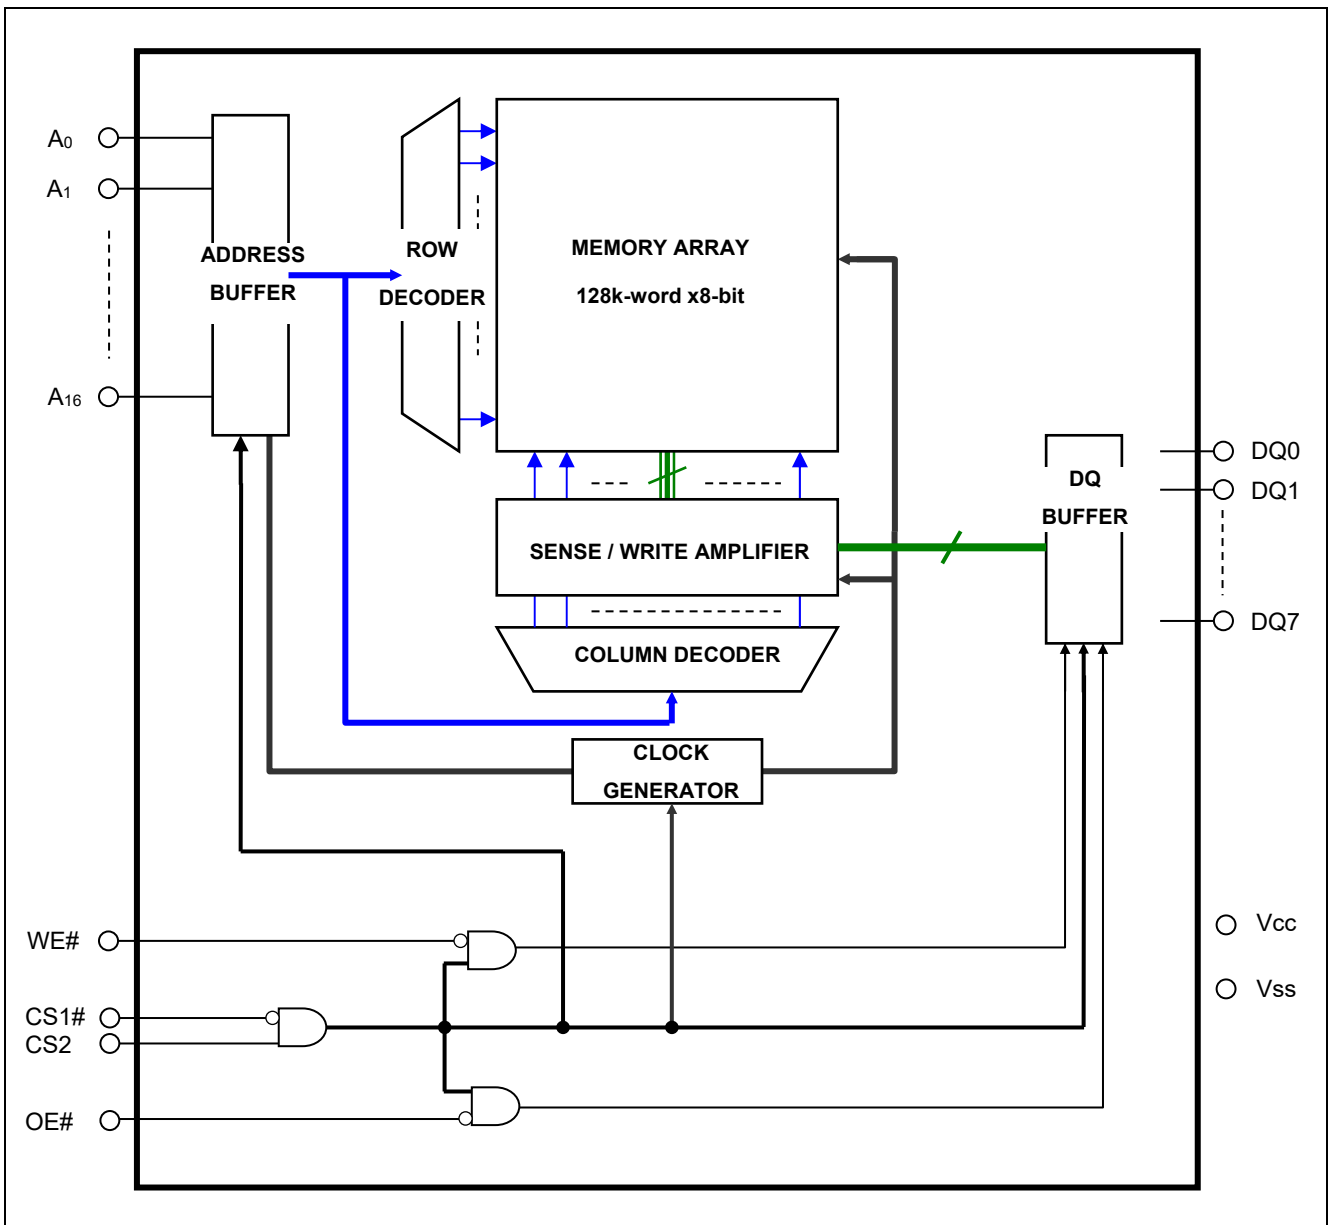 A0
A1
A16
ADDRESS
BUFFER
ROW
DECODER
MEMORY ARRAY
128k-word x8-bit
SENSE / WRITE AMPLIFIER
COLUMN DECODER
CLOCK
GENERATOR
DQ
BUFFER
DQ0
DQ1
DQ7
WE#
CS1#
CS2
OE#
Vcc
Vss